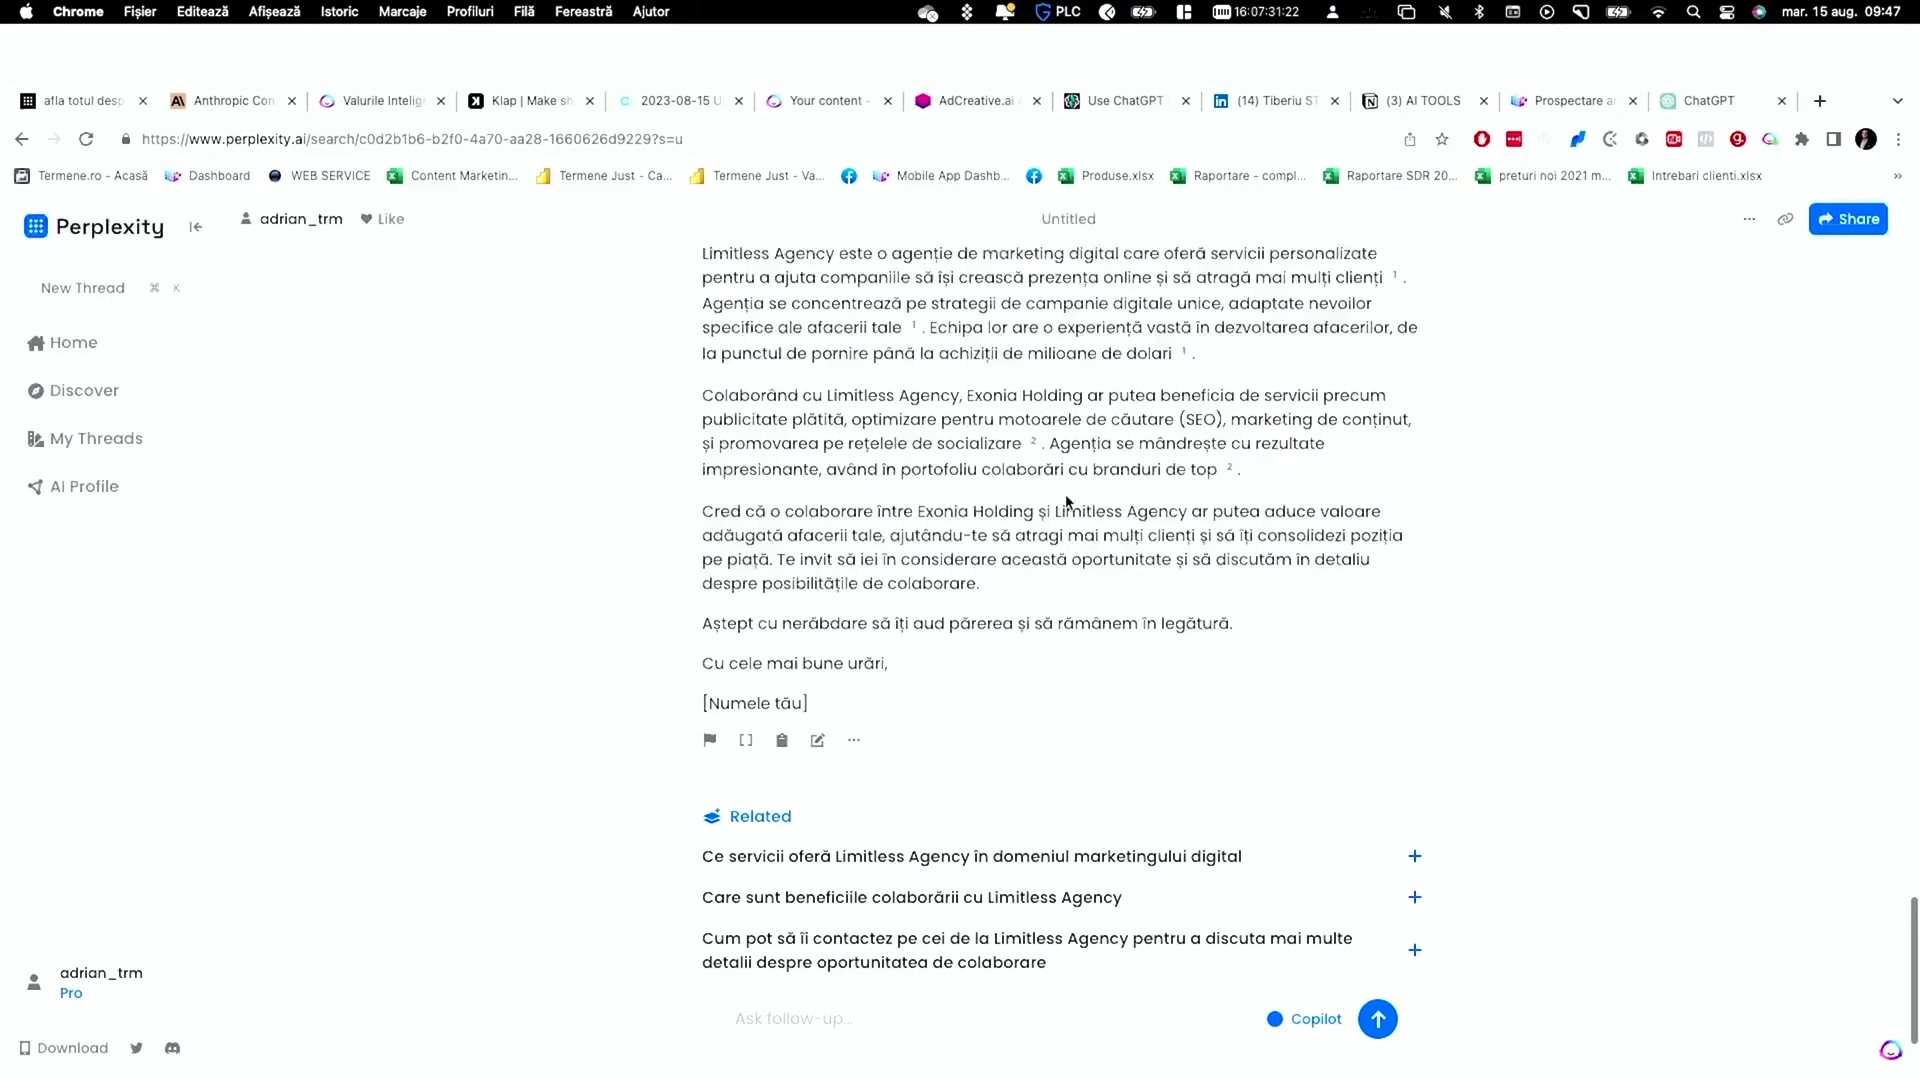 Chrome Fișier Editează Afișează Istoric Marcaje Profiluri Filă Fereastră Ajutor PLC 16:07:31:22 mar. 15 aug. 09:47
afla totul desp Anthropic Con Valurile Intelig Klap | Make sh 2023-08-15 U Your content - AdCreative.ai Use ChatGPT (14) Tiberiu ST (3) AI TOOLS Prospectare a ChatGPT
https://www.perplexity.ai/search/c0d2b1b6-b2f0-4a70-aa28-1660626d9229?s=u
Termene.ro - Acasă Dashboard WEB SERVICE Content Marketin... Termene Just - Ca... Termene Just - Va... Mobile App Dashb... Produse.xlsx Raportare - compl... Raportare SDR 20... preturi noi 2021 m... Intrebari clienti.xlsx »
Perplexity
adrian_trm Like
Untitled
Share
New Thread ⌘ K
Home
Discover
My Threads
AI Profile
Limitless Agency este o agenție de marketing digital care oferă servicii personalizate
pentru a ajuta companiile să își crească prezența online și să atragă mai mulți clienți 1 .
Agenția se concentrează pe strategii de campanie digitale unice, adaptate nevoilor
specifice ale afacerii tale 1 . Echipa lor are o experiență vastă în dezvoltarea afacerilor, de
la punctul de pornire până la achiziții de milioane de dolari 1 .
Colaborând cu Limitless Agency, Exonia Holding ar putea beneficia de servicii precum
publicitate plătită, optimizare pentru motoarele de căutare (SEO), marketing de conținut,
și promovarea pe rețelele de socializare 2 . Agenția se mândrește cu rezultate
impresionante, având în portofoliu colaborări cu branduri de top 2 .
Cred că o colaborare între Exonia Holding și Limitless Agency ar putea aduce valoare
adăugată afacerii tale, ajutându-te să atragi mai mulți clienți și să îți consolidezi poziția
pe piață. Te invit să iei în considerare această oportunitate și să discutăm în detaliu
despre posibilitățile de colaborare.
Aștept cu nerăbdare să îți aud părerea și să rămânem în legătură.
Cu cele mai bune urări,
[Numele tău]
Related
Ce servicii oferă Limitless Agency în domeniul marketingului digital
Care sunt beneficiile colaborării cu Limitless Agency
Cum pot să îi contactez pe cei de la Limitless Agency pentru a discuta mai multe
detalii despre oportunitatea de colaborare
Ask follow-up...
Copilot
adrian_trm
Pro
Download